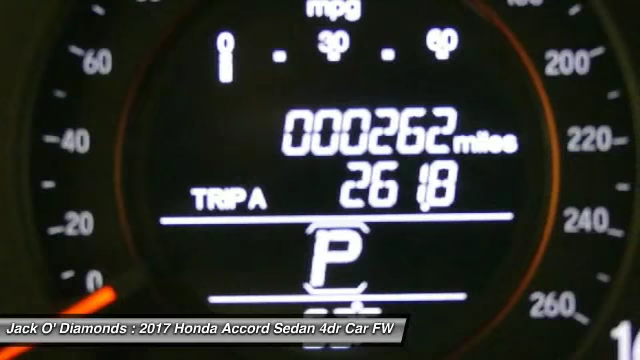 mpg
0 . 30 . 60
60
200
000262 miles
40
220
TRIP A 261.8
20
240
P
0
260
Jack O' Diamonds : 2017 Honda Accord Sedan 4dr Car FW